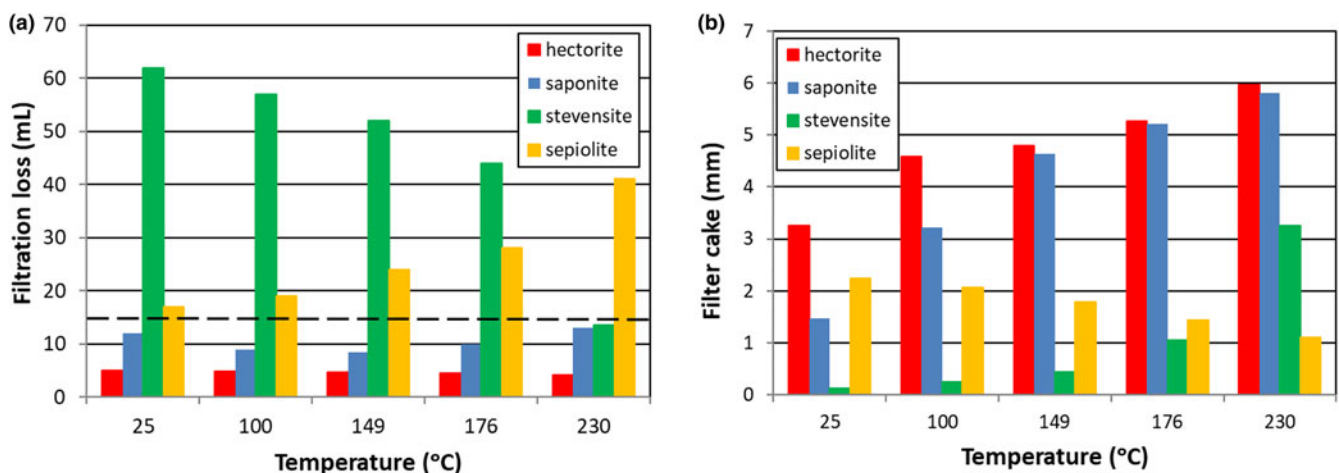 (a)
Filtration loss (mL)
70
60
50
40
30
20
10
0
hectorite
saponite
stevensite
sepiolite
25 100 149 176 230
Temperature (°C)
(b)
Filter cake (mm)
7
6
5
4
3
2
1
0
hectorite
saponite
stevensite
sepiolite
25 100 149 176 230
Temperature (°C)